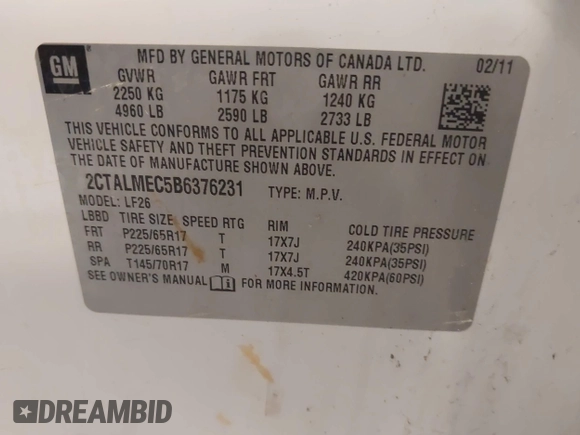 GM
MFD BY GENERAL MOTORS OF CANADA LTD. 02/11
GVWR GAWR FRT GAWR RR
2250 KG 1175 KG 1240 KG
4960 LB 2590 LB 2733 LB
THIS VEHICLE CONFORMS TO ALL APPLICABLE U.S. FEDERAL MOTOR
VEHICLE SAFETY AND THEFT PREVENTION STANDARDS IN EFFECT ON
THE DATE OF MANUFACTURE SHOWN ABOVE.
2CTALMEC5B6376231 TYPE: M.P.V.
MODEL: LF26
LBBD TIRE SIZE SPEED RTG RIM COLD TIRE PRESSURE
FRT P225/65R17 T 17X7J 240KPA(35PSI)
RR P225/65R17 T 17X7J 240KPA(35PSI)
SPA T145/70R17 M 17X4.5T 420KPA(60PSI)
SEE OWNER'S MANUAL FOR MORE INFORMATION.
DREAMBID